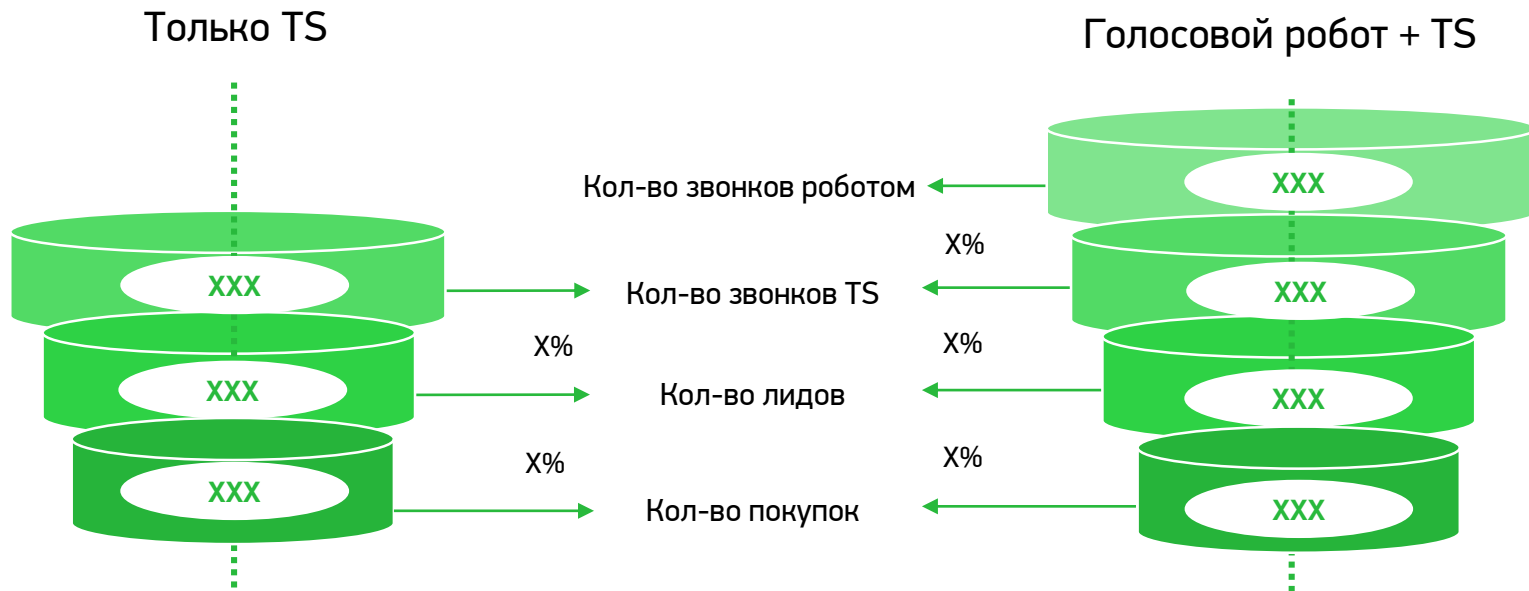 Только TS
Голосовой робот + TS
Кол-во звонков роботом
XXX
X%
XXX
Кол-во звонков TS
XXX
X%
X%
XXX
Кол-во лидов
XXX
X%
X%
XXX
Кол-во покупок
XXX